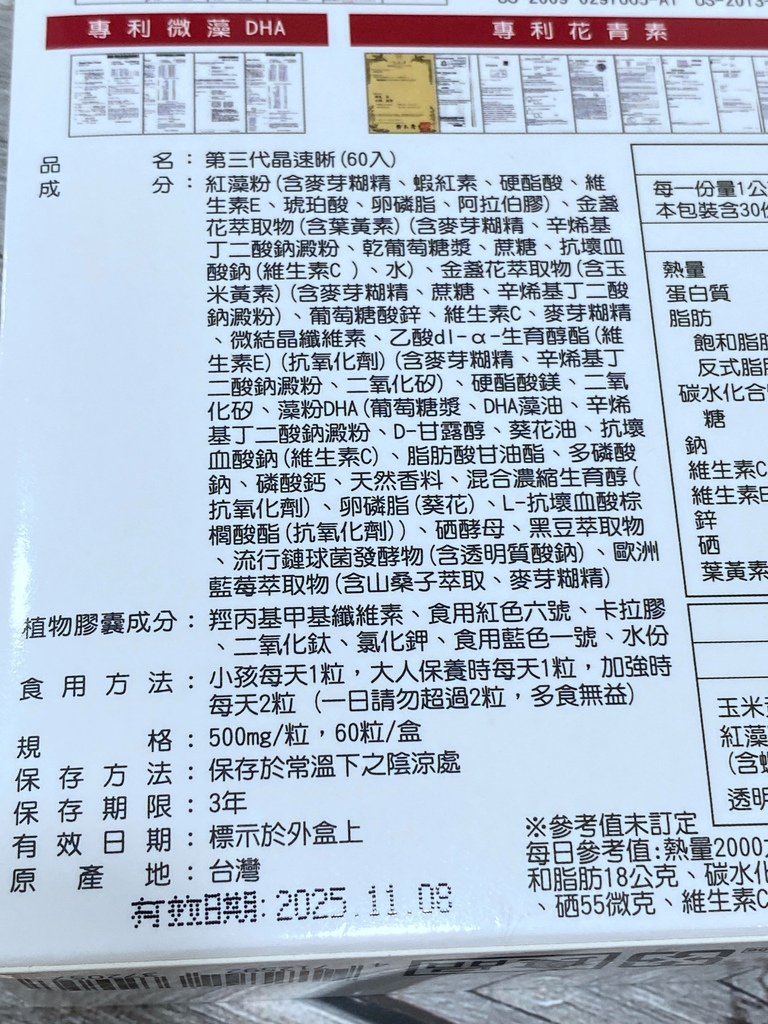 專利微藻DHA
專利花青素
品名：第三代晶速晰(60入)
成分：紅藻粉(含麥芽糊精、蝦紅素、硬酯酸、維
生素E、琥珀酸、卵磷脂、阿拉伯膠)、金盞
花萃取物(含葉黃素)(含麥芽糊精、辛烯基
丁二酸鈉澱粉、乾葡萄糖漿、蔗糖、抗壞血
酸鈉(維生素C )、水)、金盞花萃取物(含玉
米黃素)(含麥芽糊精、蔗糖、辛烯基丁二酸
鈉澱粉)、葡萄糖酸鋅、維生素C、麥芽糊精
、微結晶纖維素、乙酸dl-α-生育醇酯(維
生素E)(抗氧化劑)(含麥芽糊精、辛烯基丁
二酸鈉澱粉、二氧化矽)、硬酯酸鎂、二氧
化矽、藻粉DHA(葡萄糖漿、DHA藻油、辛烯
基丁二酸鈉澱粉、D-甘露醇、葵花油、抗壞
血酸鈉(維生素C)、脂肪酸甘油酯、多磷酸
鈉、磷酸鈣、天然香料、混合濃縮生育醇(
抗氧化劑)、卵磷脂(葵花)、L-抗壞血酸棕
櫚酸酯(抗氧化劑))、硒酵母、黑豆萃取物
、流行鏈球菌發酵物(含透明質酸鈉)、歐洲
藍莓萃取物(含山桑子萃取、麥芽糊精)
植物膠囊成分：羥丙基甲基纖維素、食用紅色六號、卡拉膠
、二氧化鈦、氯化鉀、食用藍色一號、水份
食用方法：小孩每天1粒，大人保養時每天1粒，加強時
每天2粒 (一日請勿超過2粒，多食無益)
規格：500mg/粒，60粒/盒
保存方法：保存於常溫下之陰涼處
保存期限：3年
有效日期：標示於外盒上
原產地：台灣
有效日期: 2025.11.08
每一份量1公
本包裝含30份
熱量
蛋白質
脂肪
飽和脂肪
反式脂肪
碳水化合
糖
鈉
維生素C
維生素E
鋅
硒
葉黃素
玉米
紅藻
(含
透明
※參考值未訂定
每日參考值:熱量2000
和脂肪18公克、碳水
、硒55微克、維生素C